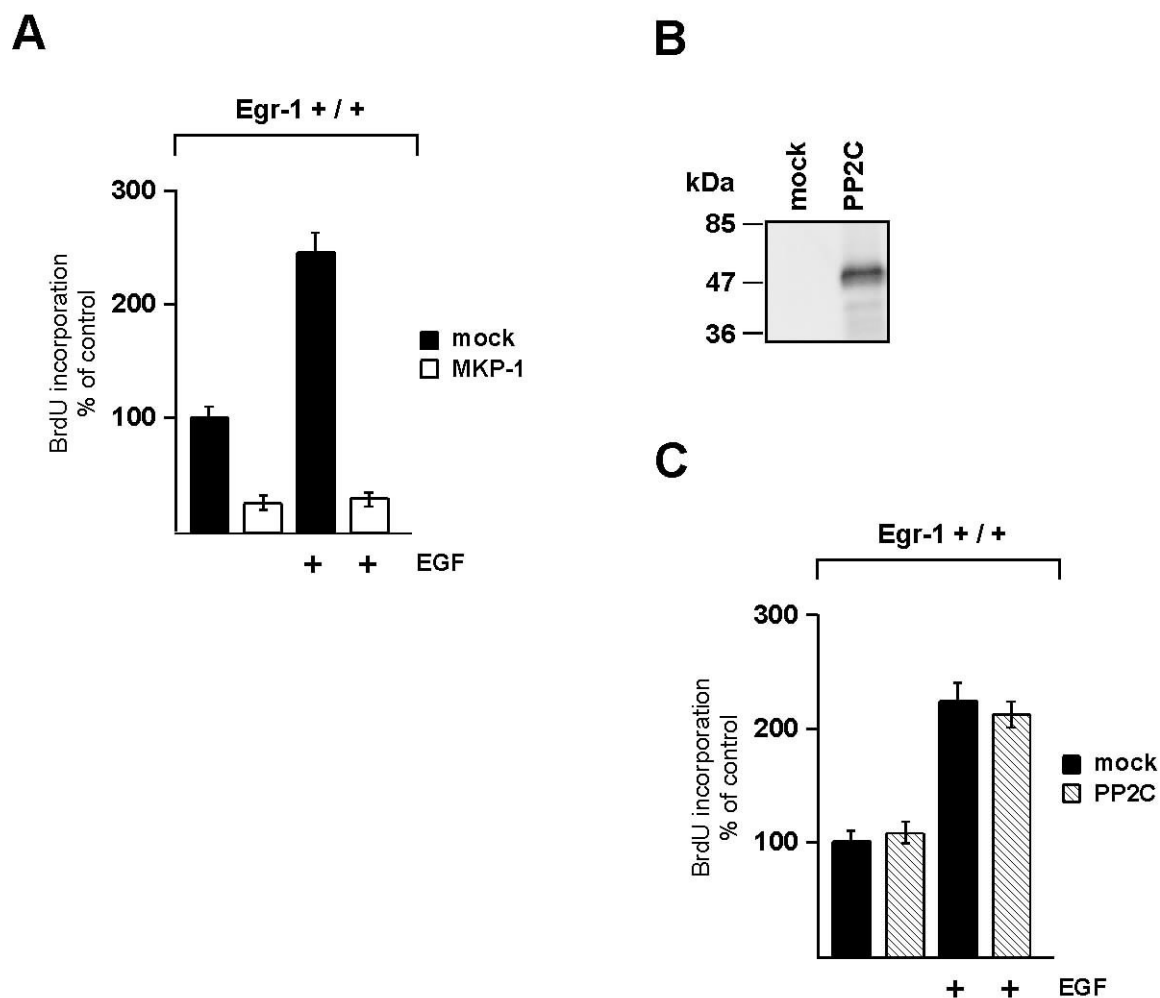 A
Egr-1 + / +
300
200
100
BrdU incorporation
% of control
mock
MKP-1
+ + EGF
B
kDa
mock
PP2C
85
47
36
C
Egr-1 + / +
300
200
100
BrdU incorporation
% of control
mock
PP2C
+ + EGF